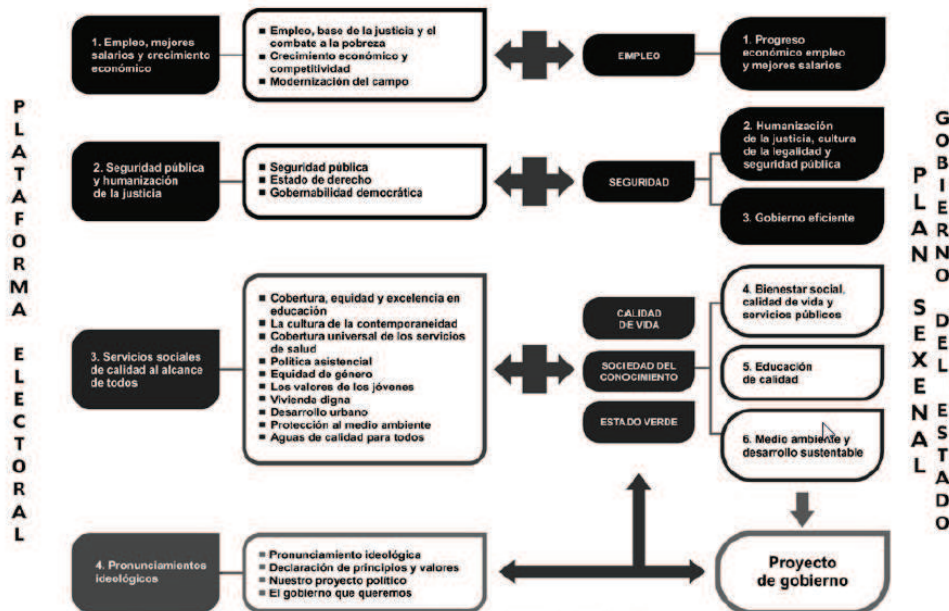 PLATAFORMA ELECTORAL
1. Empleo, mejores
salarios y crecimiento
económico
Empleo, base de la justicia y el
combate a la pobreza
Crecimiento económico y
competitividad
Modernización del campo
EMPLEO
1. Progreso
económico empleo
y mejores salarios
2. Seguridad pública
y humanización
de la justicia
Seguridad pública
Estado de derecho
Gobernabilidad democrática
SEGURIDAD
2. Humanización
de la justicia, cultura
de la legalidad y
seguridad pública
3. Gobierno eficiente
3. Servicios sociales
de calidad al alcance
de todos
Cobertura, equidad y excelencia en
educación
La cultura de la contemporaneidad
Cobertura universal de los servicios
de salud
Política asistencial
Equidad de género
Los valores de los jóvenes
Vivienda digna
Desarrollo urbano
Protección al medio ambiente
Aguas de calidad para todos
CALIDAD
DE VIDA
SOCIEDAD DEL
CONOCIMIENTO
ESTADO VERDE
4. Bienestar social,
calidad de vida y
servicios públicos
5. Educación
de calidad
6. Medio ambiente y
desarrollo sustentable
4. Pronunciamientos
ideológicos
Pronunciamiento ideológica
Declaración de principios y valores
Nuestro proyecto político
El gobierno que queremos
Proyecto
de gobierno
PLAN SEXENAL
GOBIERNO DEL ESTADO